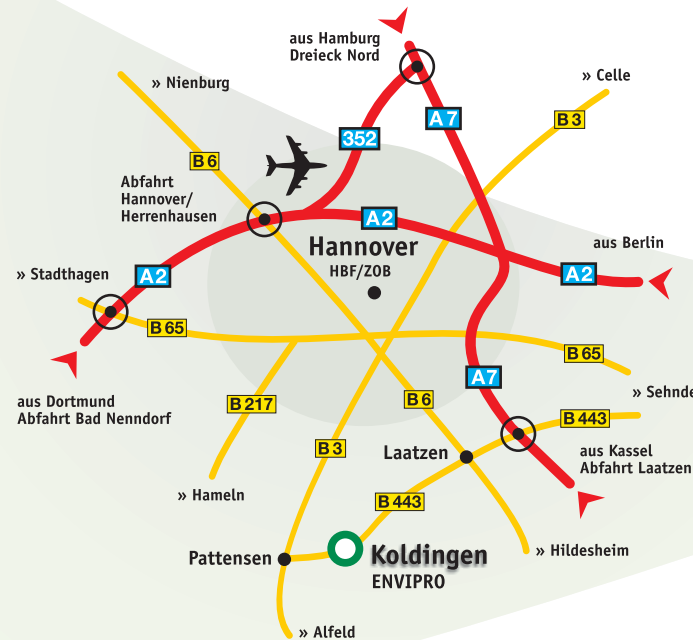 aus Hamburg
Dreieck Nord
» Nienburg
» Celle
A 7
B 3
352
B 6
Abfahrt
Hannover/
Herrenhausen
A 2
Hannover
HBF/ZOB
aus Berlin
» Stadthagen
A 2
A 2
B 65
B 65
A 7
» Sehnde
aus Dortmund
Abfahrt Bad Nenndorf
B 217
B 6
B 443
B 3
Laatzen
aus Kassel
Abfahrt Laatzen
» Hameln
B 443
Pattensen
Koldingen
ENVIPRO
» Hildesheim
» Alfeld